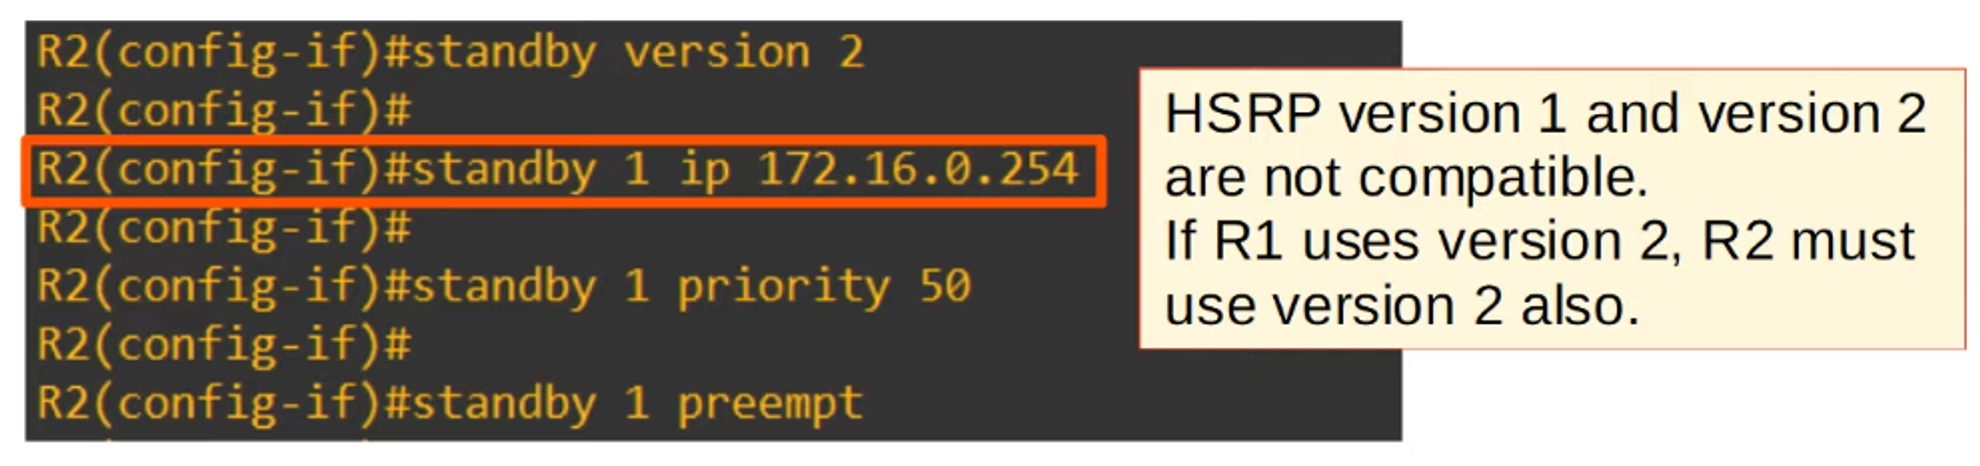 R2(config-if)#standby version 2
R2(config-if)#
R2(config-if)#standby 1 ip 172.16.0.254
R2(config-if)#
R2(config-if)#standby 1 priority 50
R2(config-if)#
R2(config-if)#standby 1 preempt
HSRP version 1 and version 2
are not compatible.
If R1 uses version 2, R2 must
use version 2 also.